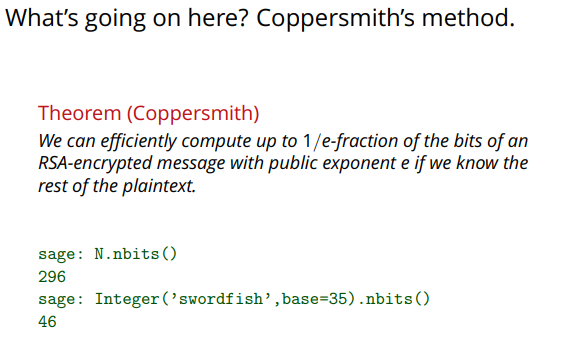 What's going on here? Coppersmith's method.
Theorem (Coppersmith)
We can efficiently compute up to 1/e-fraction of the bits of an
RSA-encrypted message with public exponent e if we know the
rest of the plaintext.
sage: N.nbits()
296
sage: Integer('swordfish',base=35).nbits()
46